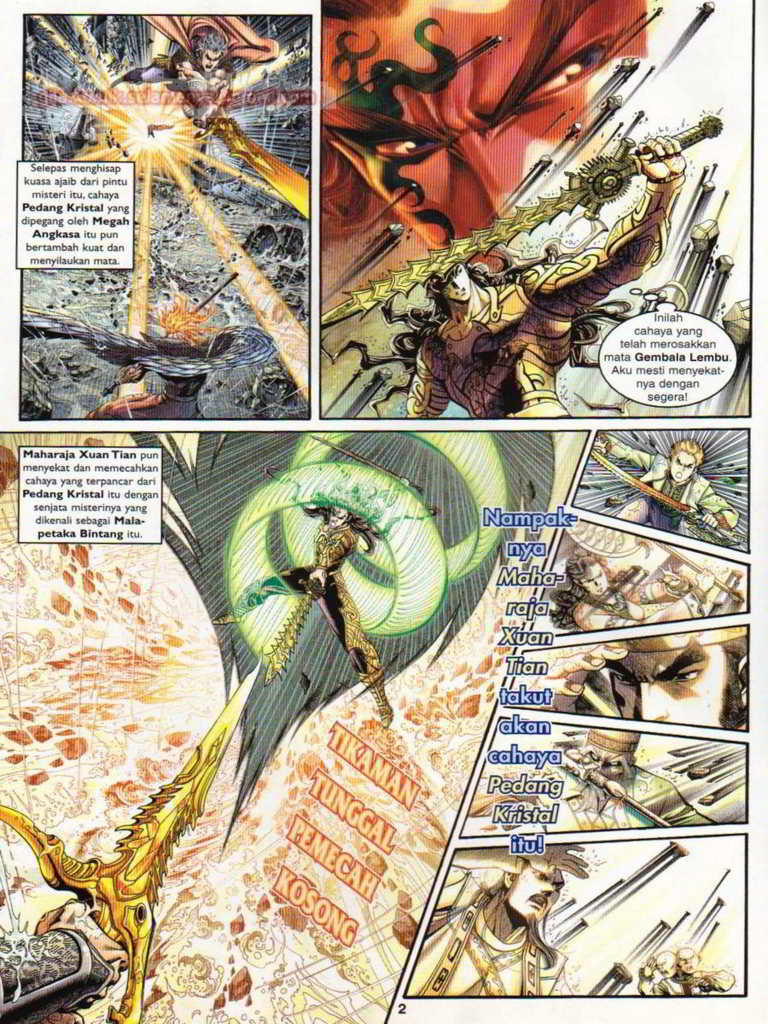 Selepas menghisap
kuasa ajaib dari pintu
misteri itu, cahaya
Pedang Kristal yang
dipegang oleh Megah
Angkasa itu pun
bertambah kuat dan
menyilaukan mata.
Inilah
cahaya yang
telah merosakkan
mata Gembala Lembu.
Aku mesti menyekat-
nya dengan
segera!
Maharaja Xuan Tian pun
menyekat dan memecahkan
cahaya yang terpancar dari
Pedang Kristal itu dengan
senjata misterinya yang
dikenali sebagai Mala-
petaka Bintang itu.
Nampak-
nya
Maha-
raja
Xuan
Tian
takut
akan
cahaya
Pedang
Kristal
itu!
TIKAMAN
TUNGGAL
PEMECAH
KOSONG
2